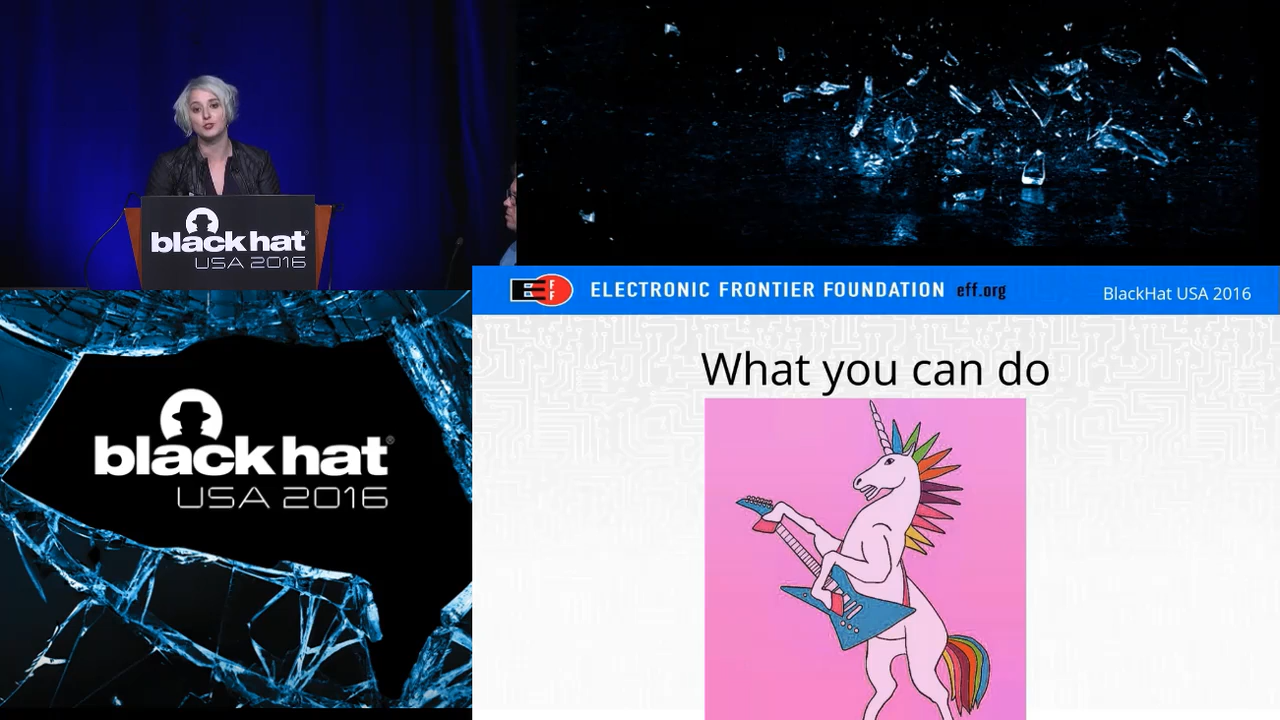 black hat
USA 2016
ELECTRONIC FRONTIER FOUNDATION eff.org
BlackHat USA 2016
What you can do
black hat®
USA 2016